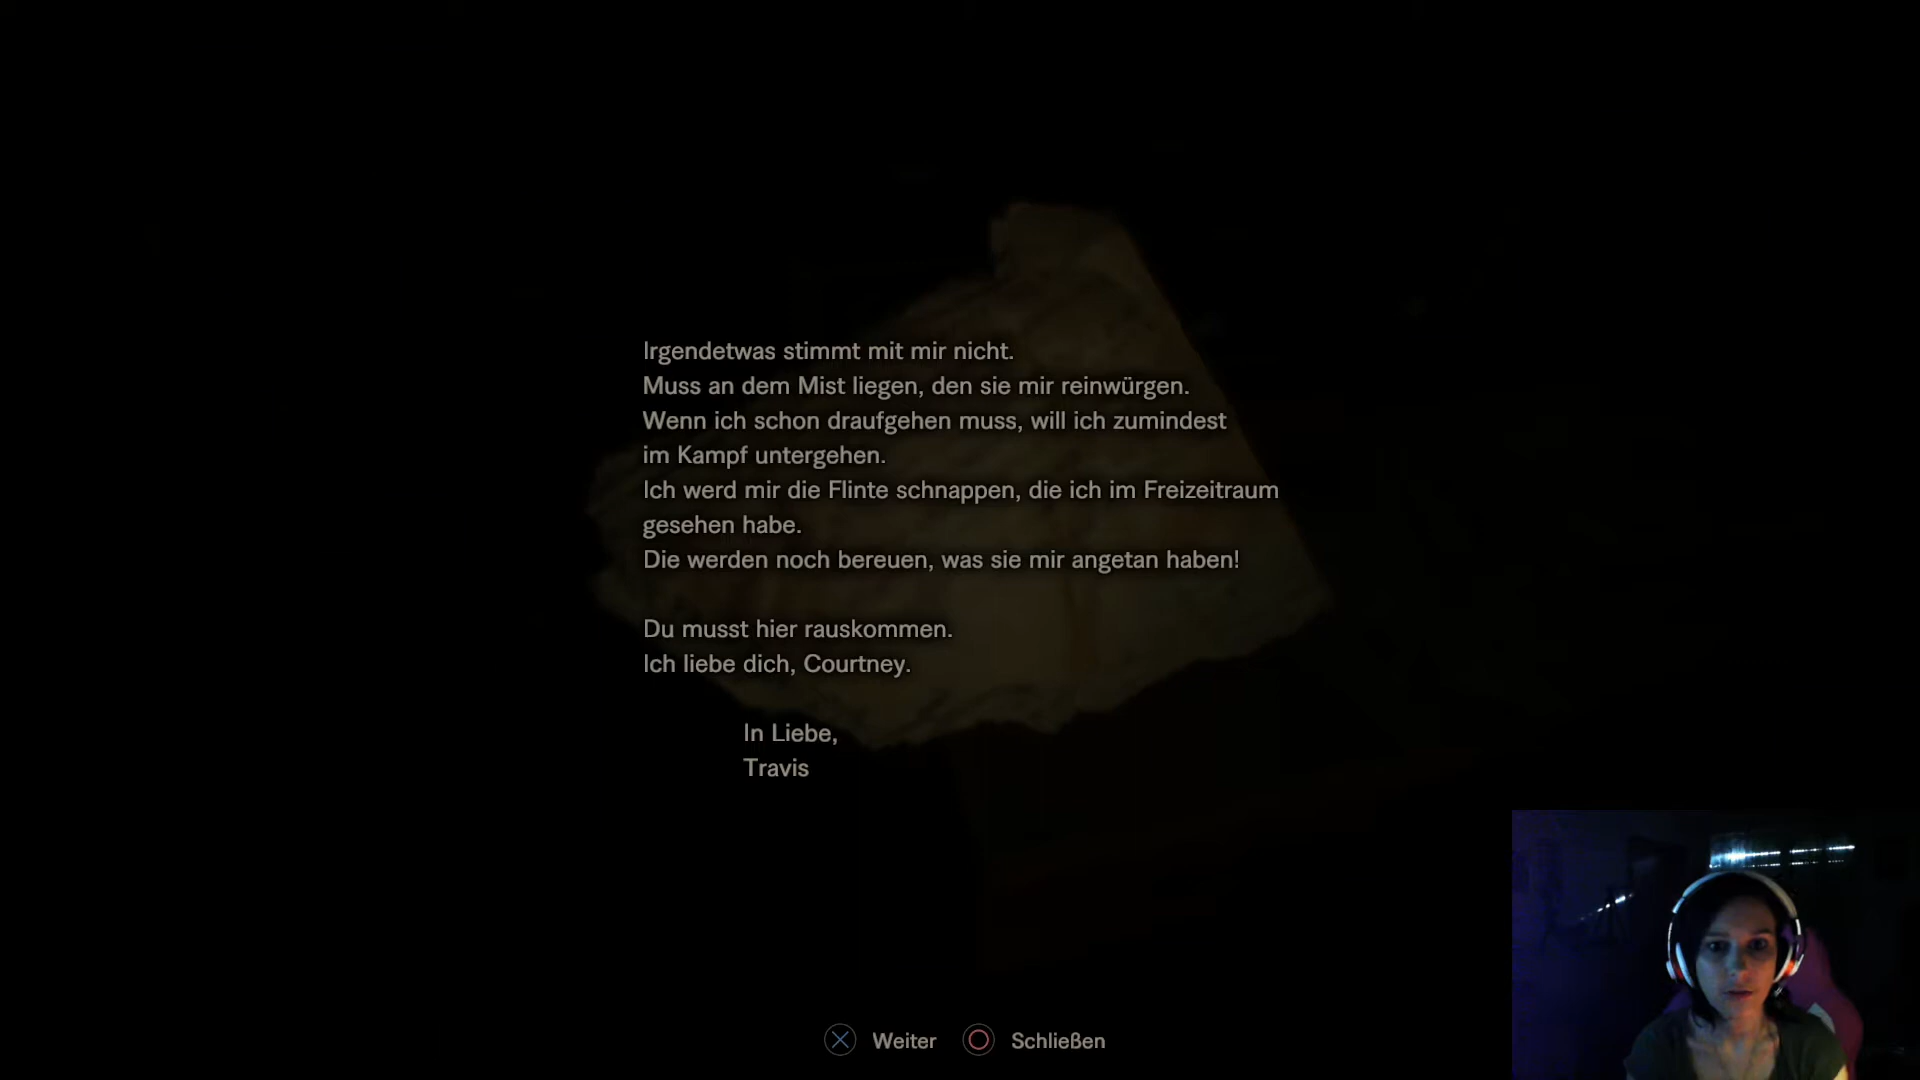 Irgendetwas stimmt mit mir nicht.
Muss an dem Mist liegen, den sie mir reinwürgen.
Wenn ich schon draufgehen muss, will ich zumindest
im Kampf untergehen.
Ich werd mir die Flinte schnappen, die ich im Freizeitraum
gesehen habe.
Die werden noch bereuen, was sie mir angetan haben!
Du musst hier rauskommen.
Ich liebe dich, Courtney.
In Liebe,
Travis
Weiter Schließen